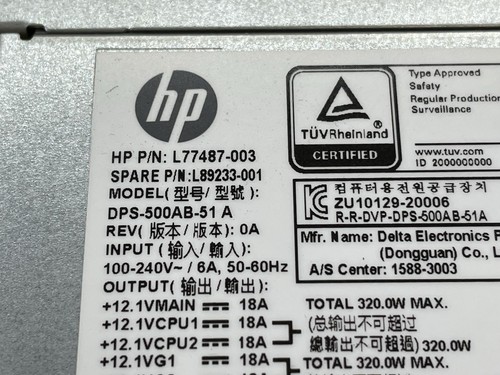 hp
HP P/N: L77487-003
SPARE P/N:L89233-001
MODEL(型号/型號):
DPS-500AB-51 A
REV( 版本/ 版本): 0A
INPUT (输入/輸入):
100-240V~ / 6A, 50-60Hz
OUTPUT( 输出/ 輸出):
+12.1VMAIN 18A TOTAL 320.0W MAX.
+12.1VCPU1 18A (总输出不可超过
+12.1VCPU2 18A 總輸出不可超過) 320.0W
+12.1VG1 18A TOTAL 320.0W MAX.
TÜVRheinland
CERTIFIED
Type Approved
Safety
Regular Production
Surveillance
www.tuv.com
ID 2000000000
컴퓨터용전원공급장치
ZU10129-20006
R-R-DVP-DPS-500AB-51A
Mfr. Name: Delta Electronics
(Dongguan) Co.,
A/S Center: 1588-3003